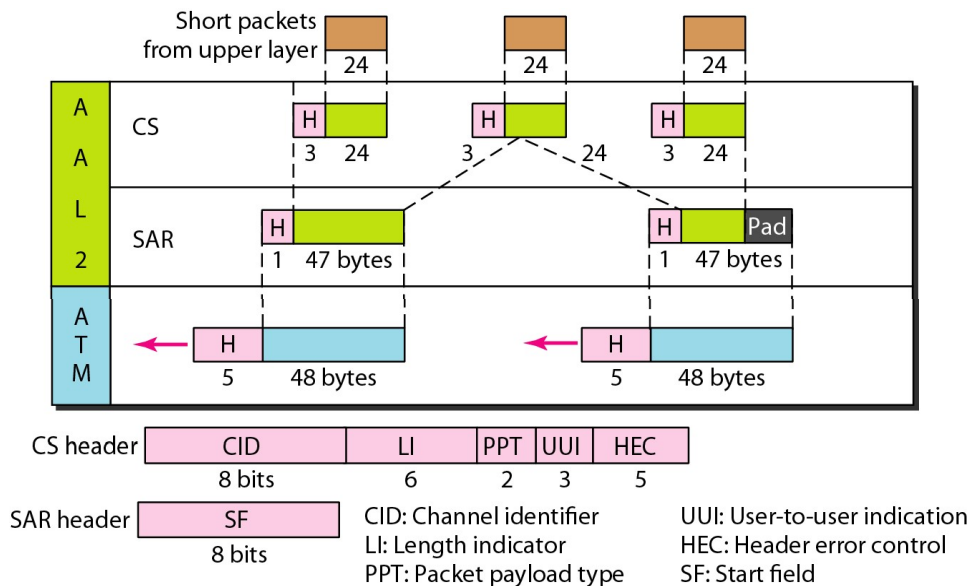 Short packets
from upper layer
24 24 24
A A L 2
CS
H H H
3 24 3 24 3 24
SAR
H H Pad
1 47 bytes 1 47 bytes
A T M
H H
5 48 bytes 5 48 bytes
CS header CID LI PPT UUI HEC
8 bits 6 2 3 5
SAR header SF
8 bits
CID: Channel identifier
LI: Length indicator
PPT: Packet payload type
UUI: User-to-user indication
HEC: Header error control
SF: Start field